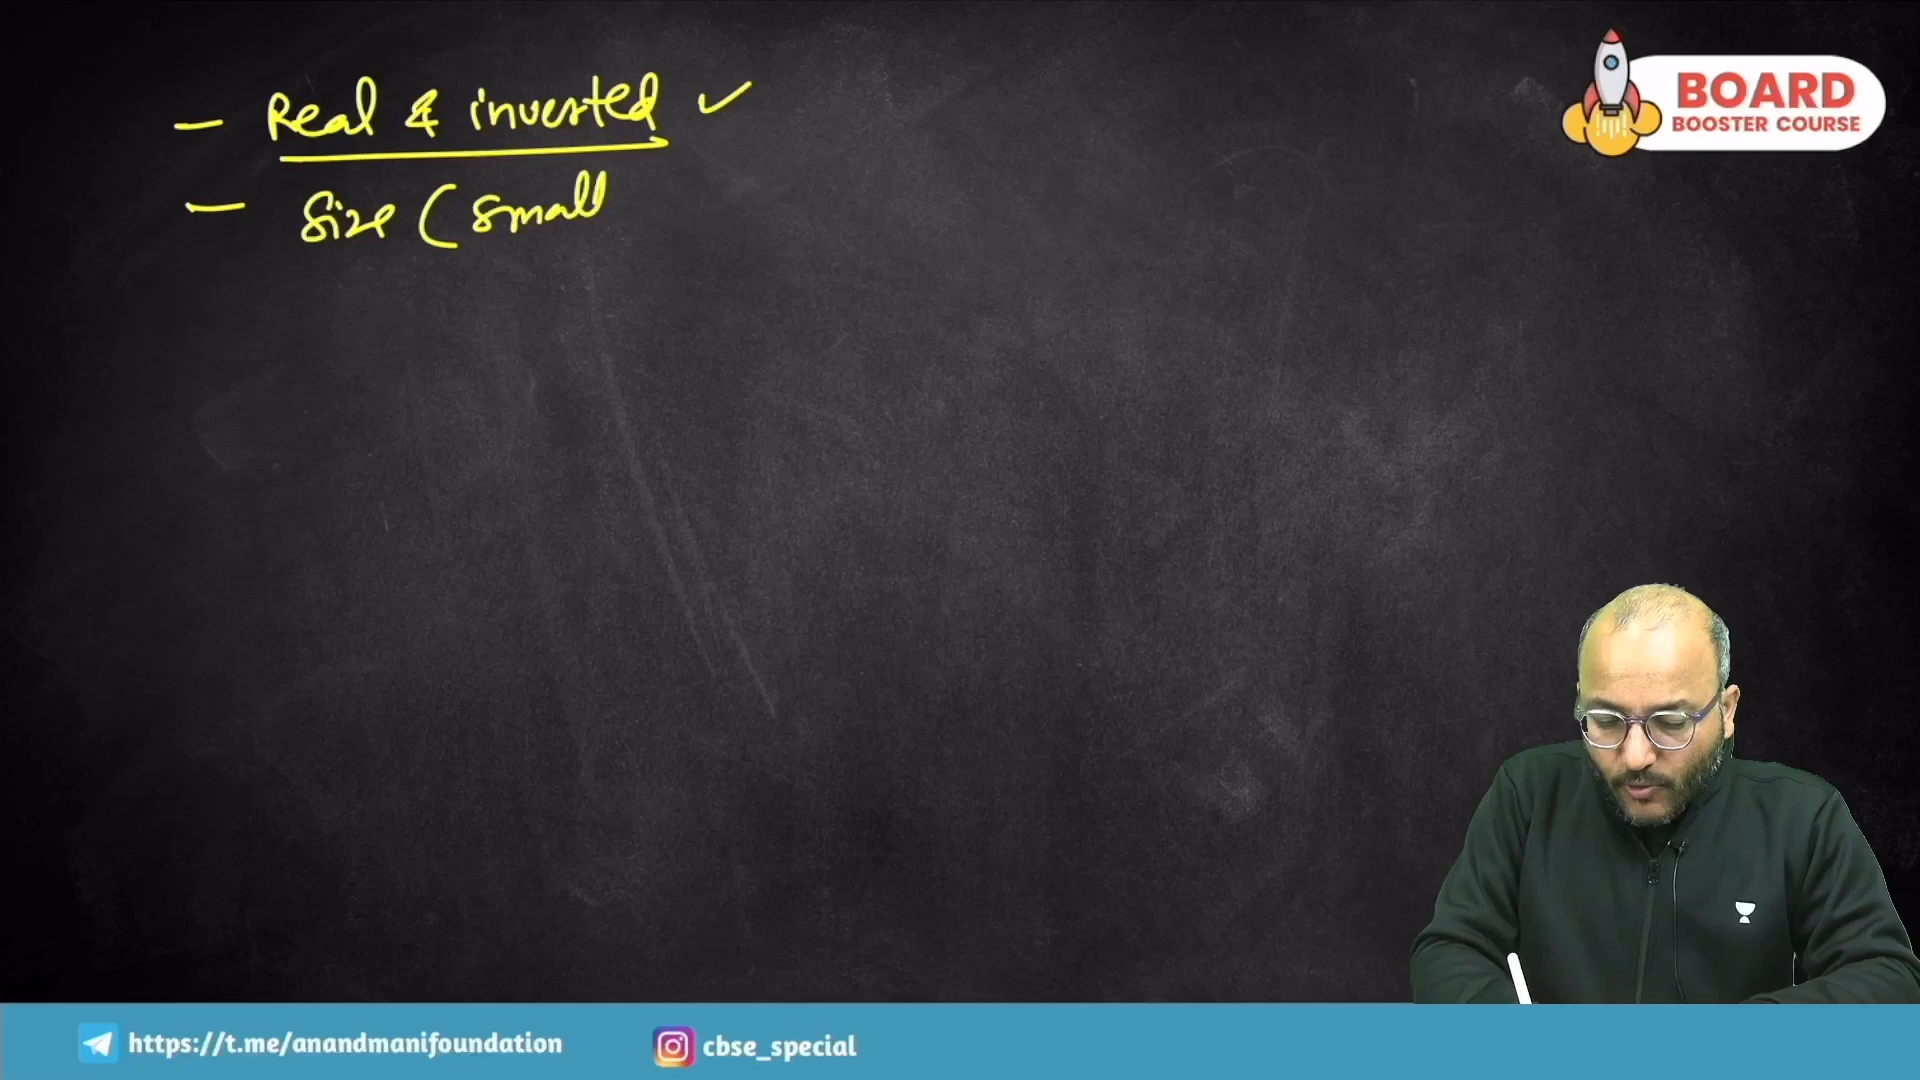 - Real & inverted ✓
- Size (small
BOARD
BOOSTER COURSE
https://t.me/anandmanifoundation
cbse_special